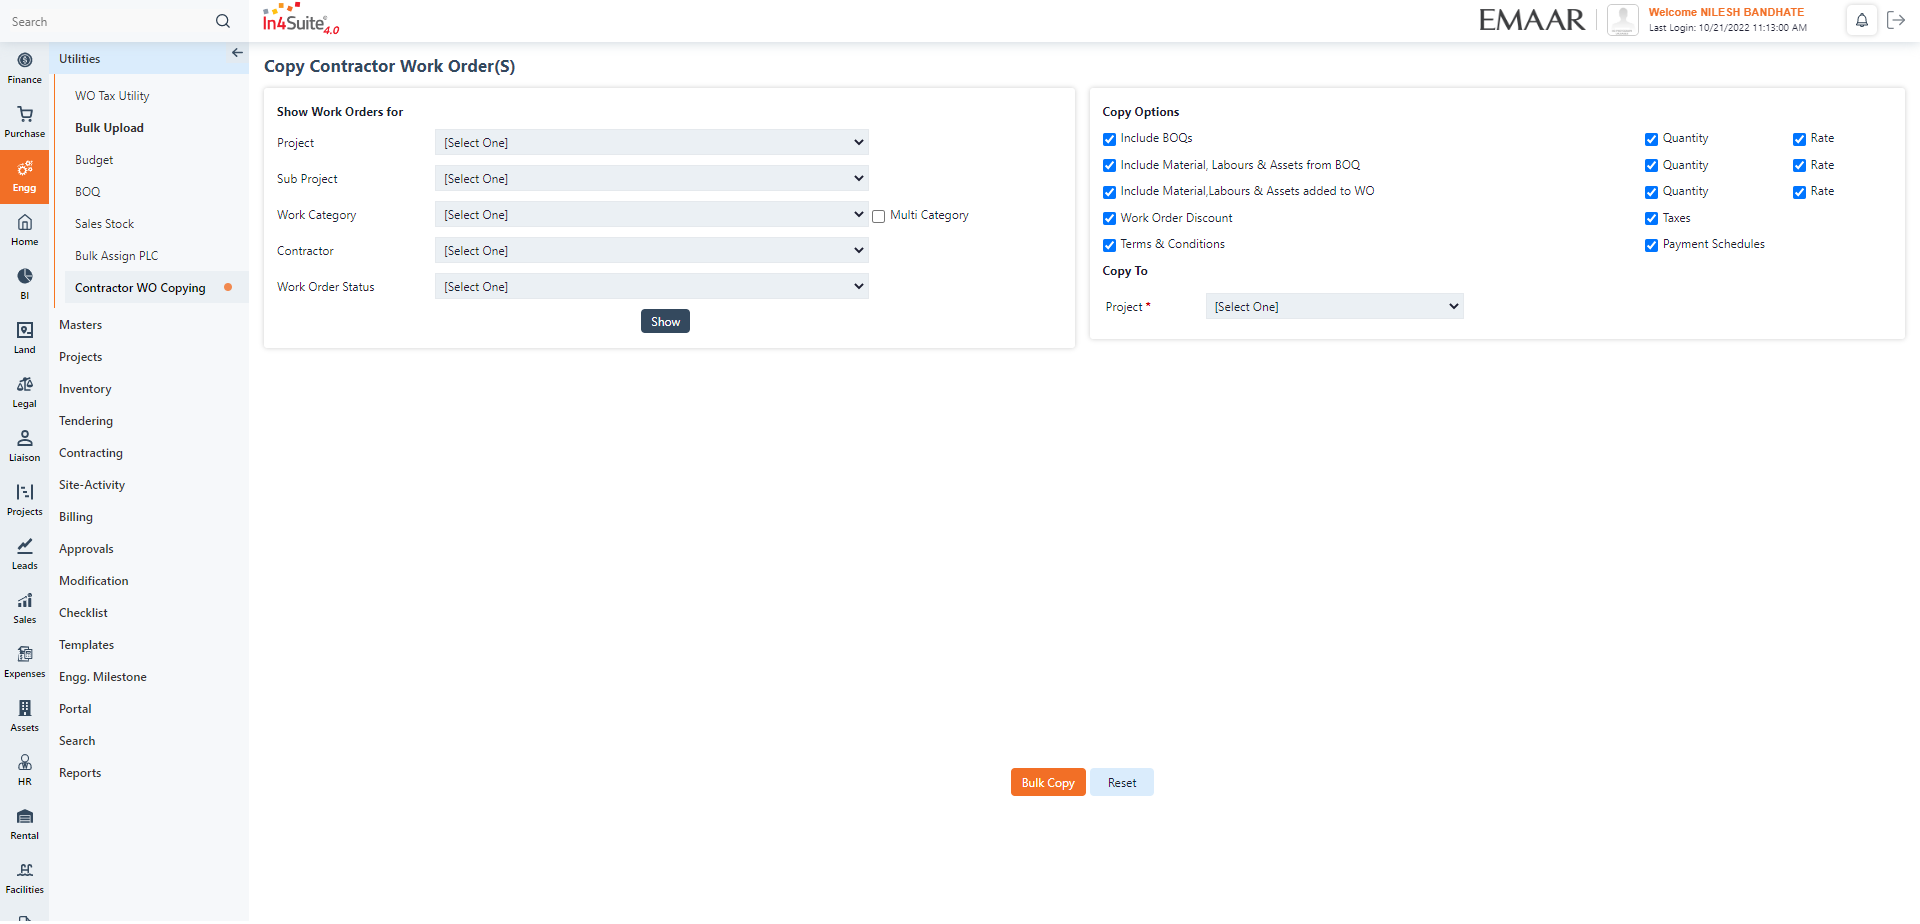 Search
In4Suite 4.0
EMAAR
Welcome NILESH BANDHATE
Last Login: 10/21/2022 11:13:00 AM
Finance
Purchase
Engg
Home
BI
Land
Legal
Liaison
Projects
Leads
Sales
Expenses
Assets
HR
Rental
Facilities
Utilities
WO Tax Utility
Bulk Upload
Budget
BOQ
Sales Stock
Bulk Assign PLC
Contractor WO Copying
Masters
Projects
Inventory
Tendering
Contracting
Site-Activity
Billing
Approvals
Modification
Checklist
Templates
Engg. Milestone
Portal
Search
Reports
Copy Contractor Work Order(S)
Show Work Orders for
Project [Select One]
Sub Project [Select One]
Work Category [Select One] Multi Category
Contractor [Select One]
Work Order Status [Select One]
Show
Copy Options
Include BOQs Quantity Rate
Include Material, Labours & Assets from BOQ Quantity Rate
Include Material,Labours & Assets added to WO Quantity Rate
Work Order Discount Taxes
Terms & Conditions Payment Schedules
Copy To
Project * [Select One]
Bulk Copy Reset